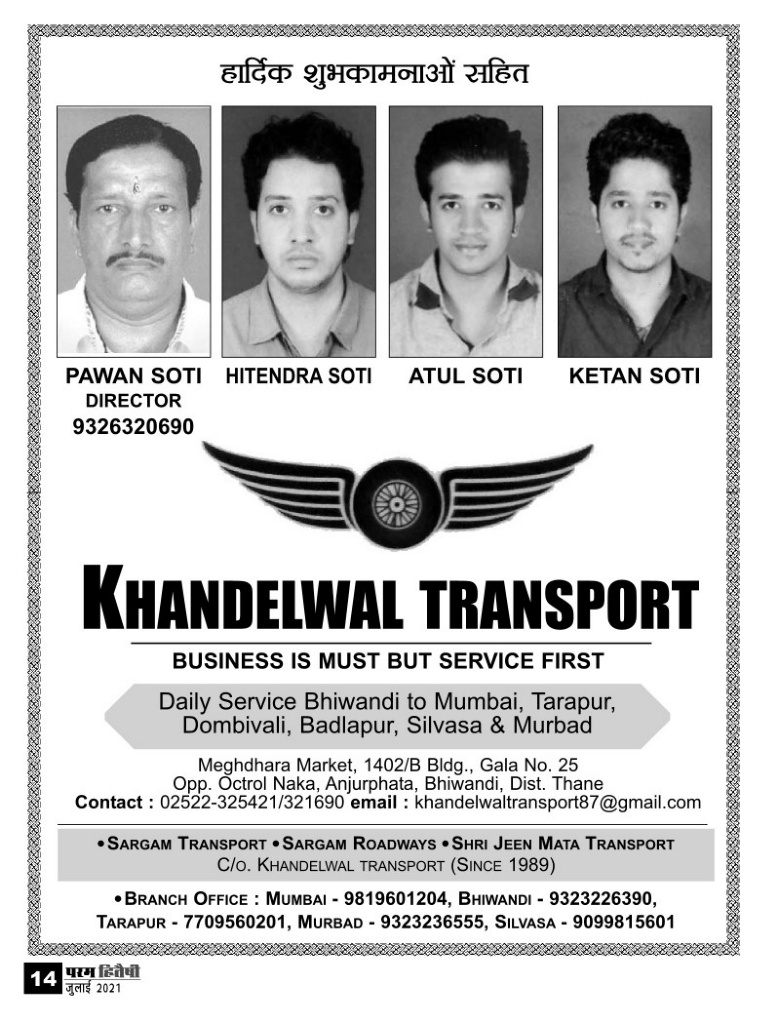 हार्दिक शुभकामनाओं सहित
PAWAN SOTI
DIRECTOR
9326320690
HITENDRA SOTI
ATUL SOTI
KETAN SOTI
KHANDELWAL TRANSPORT
BUSINESS IS MUST BUT SERVICE FIRST
Daily Service Bhiwandi to Mumbai, Tarapur,
Dombivali, Badlapur, Silvasa & Murbad
Meghdhara Market, 1402/B Bldg., Gala No. 25
Opp. Octrol Naka, Anjurphata, Bhiwandi, Dist. Thane
Contact : 02522-325421/321690 email : khandelwaltransport87@gmail.com
•SARGAM TRANSPORT •SARGAM ROADWAYS •SHRI JEEN MATA TRANSPORT
C/O. KHANDELWAL TRANSPORT (SINCE 1989)
•BRANCH OFFICE : MUMBAI - 9819601204, BHIWANDI - 9323226390,
TARAPUR - 7709560201, MURBAD - 9323236555, SILVASA - 9099815601
14 परम हितैषी
जुलाई 2021